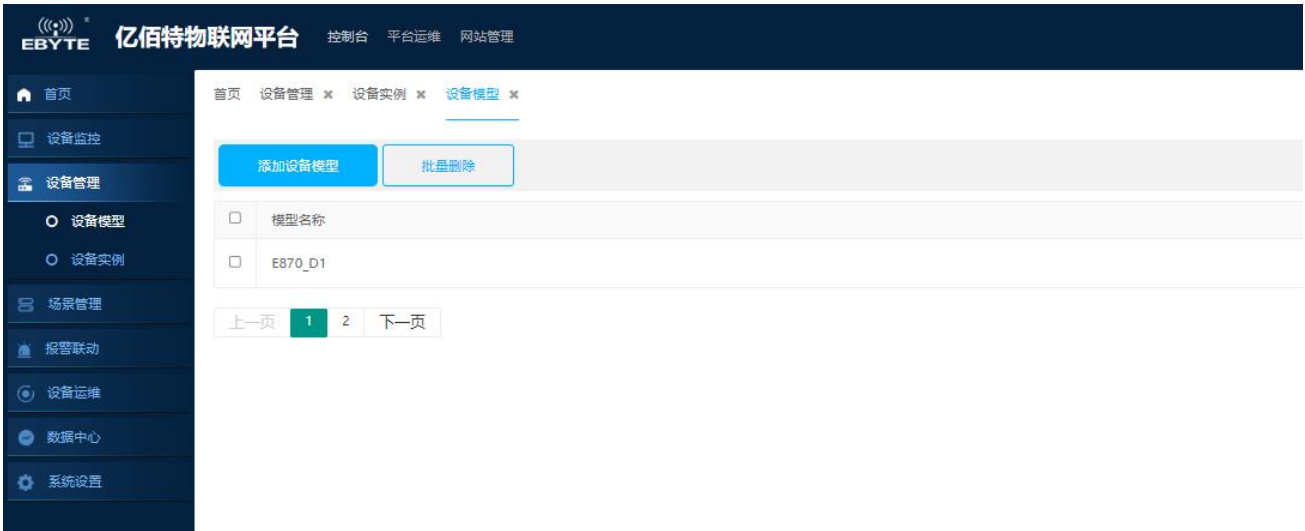 EBYTE 亿佰特物联网平台 控制台 平台运维 网站管理
首页
设备监控
设备管理
设备模型
设备实例
场景管理
报警联动
设备运维
数据中心
系统设置
首页 设备管理 × 设备实例 × 设备模型 ×
添加设备模型 批量删除
模型名称
E870_D1
上一页 1 2 下一页